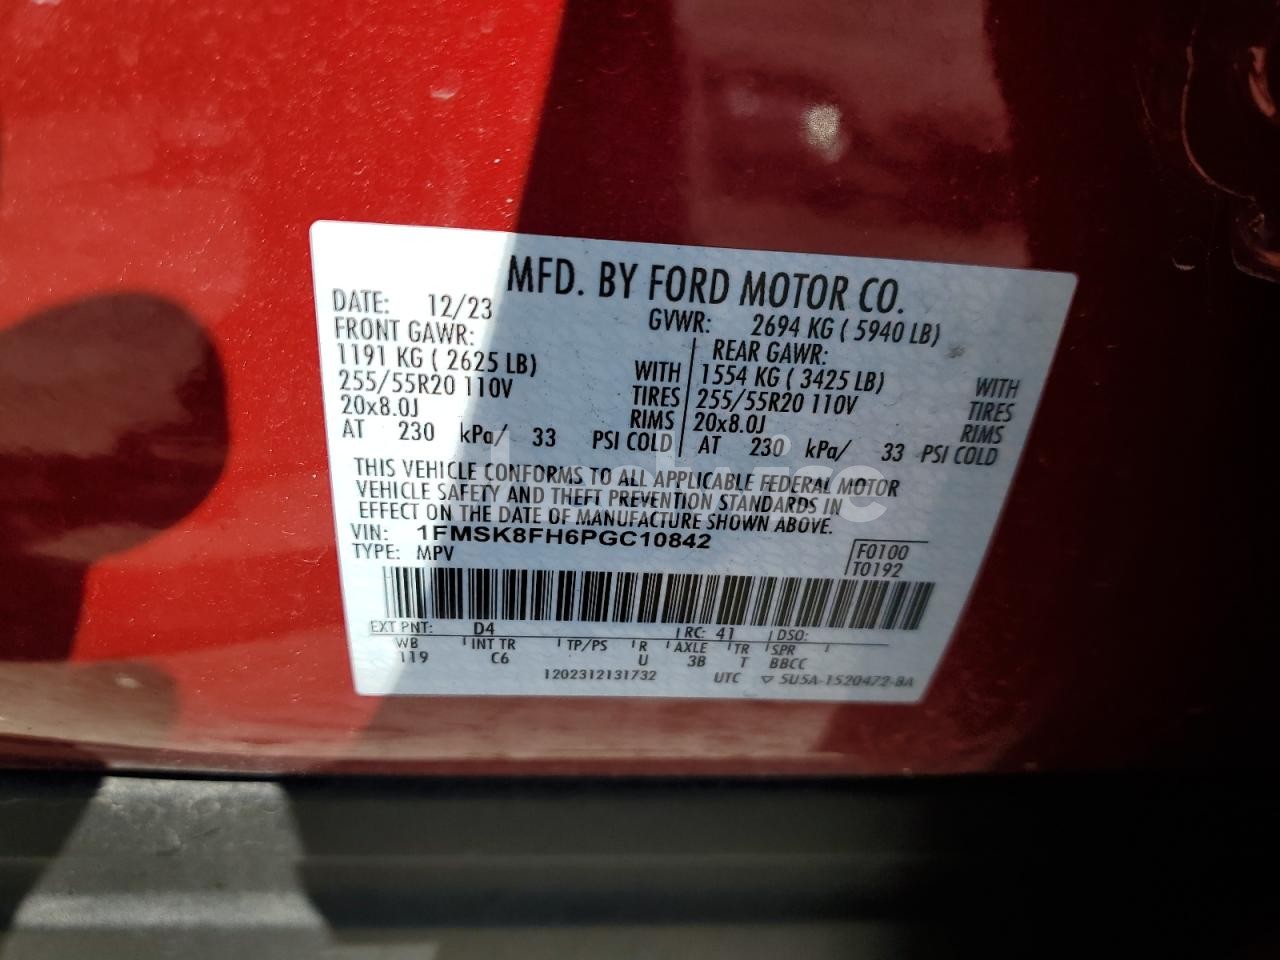 MFD. BY FORD MOTOR CO.
DATE: 12/23
GVWR: 2694 KG ( 5940 LB)
FRONT GAWR:
1191 KG ( 2625 LB) WITH
255/55R20 110V TIRES
20x8.0J RIMS
AT 230 kPa/ 33 PSI COLD
REAR GAWR:
1554 KG ( 3425 LB) WITH
255/55R20 110V TIRES
20x8.0J RIMS
AT 230 kPa/ 33 PSI COLD
THIS VEHICLE CONFORMS TO ALL APPLICABLE FEDERAL MOTOR
VEHICLE SAFETY AND THEFT PREVENTION STANDARDS IN
EFFECT ON THE DATE OF MANUFACTURE SHOWN ABOVE.
VIN: 1FMSK8FH6PGC10842
TYPE: MPV
F0100
T0192
EXT PNT: D4 RC: 41 DSO:
WB INT TR TP/PS R AXLE TR SPR
119 C6 U 3B T BBCC
1202312131732 UTC ▽ 5U5A-1520472-BA